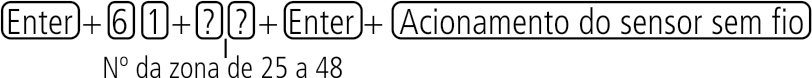 Enter + 6 1 + ? ? + Enter + Acionamento do sensor sem fio
Nº da zona de 25 a 48